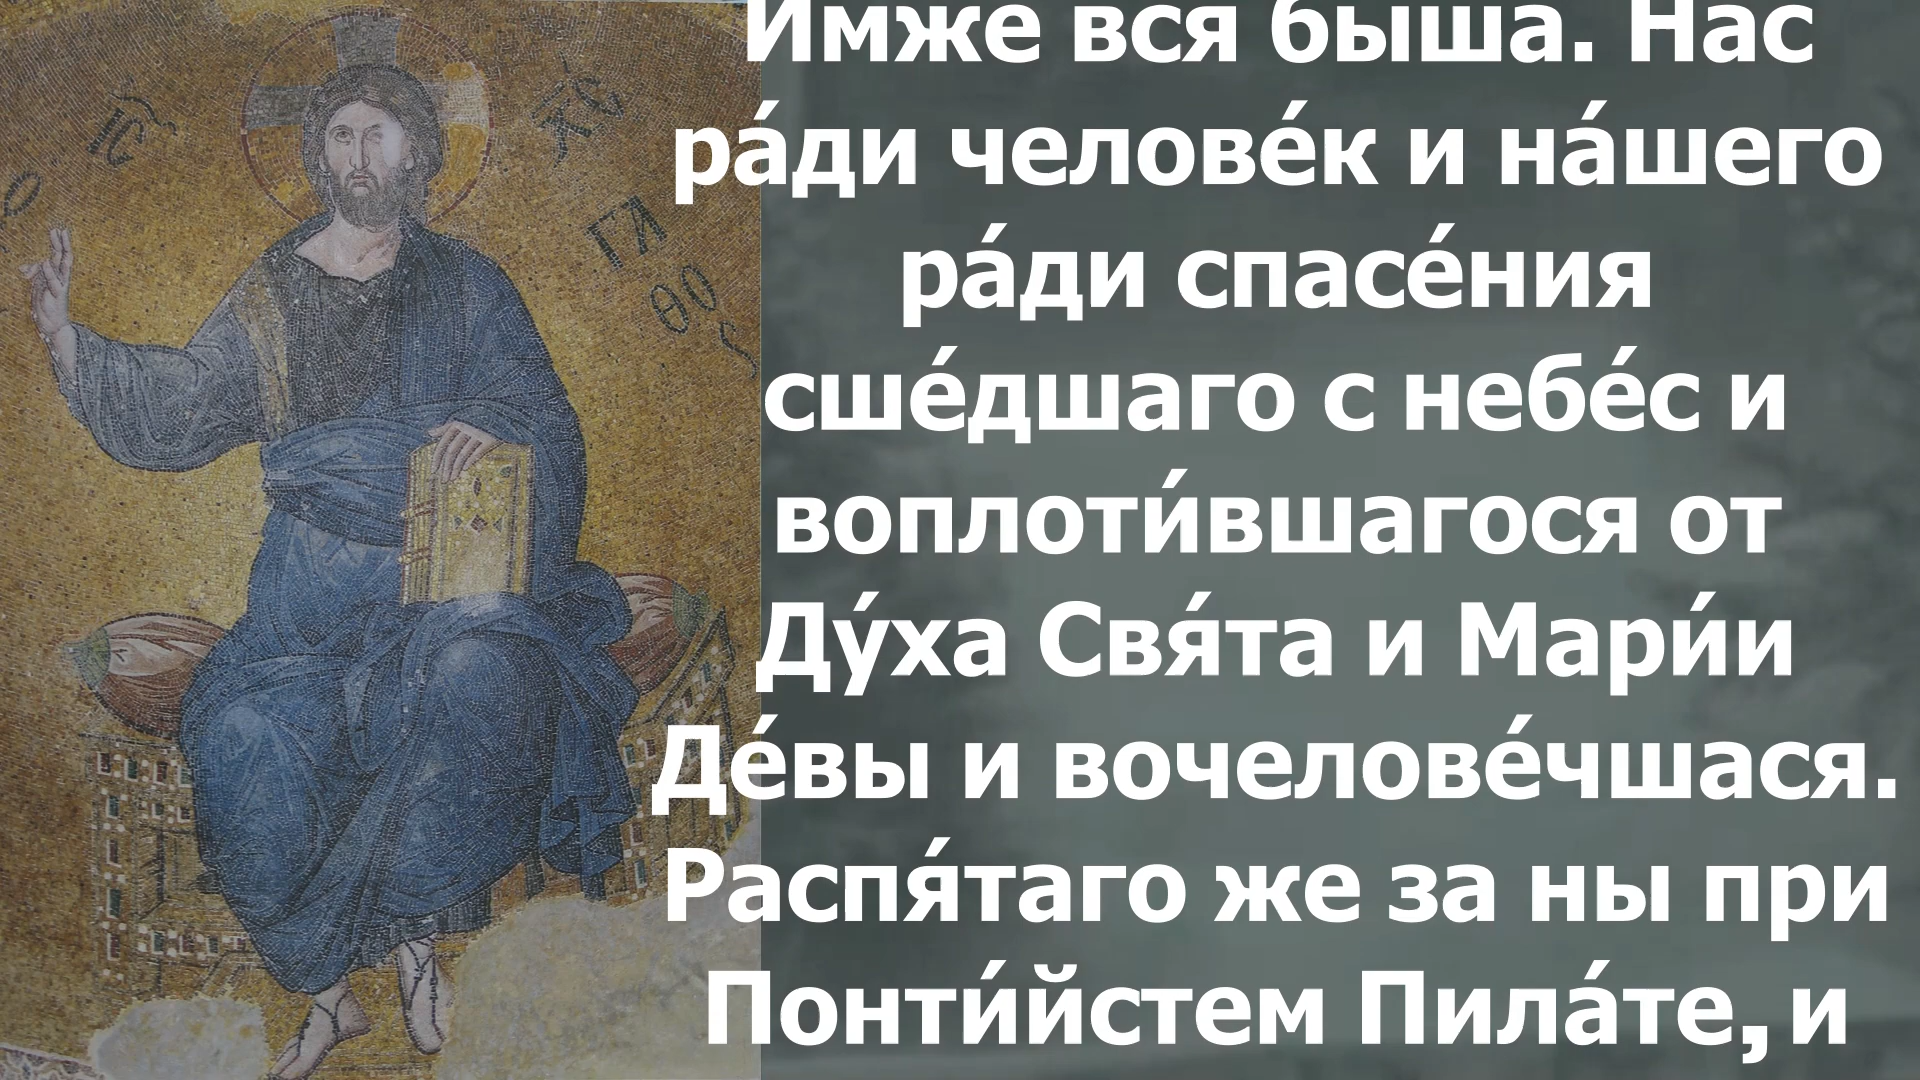 Имже вся быша. Нас
ра́ди челове́к и на́шего
ра́ди спасе́ния
сше́дшаго с небе́с и
воплоти́вшагося от
Ду́ха Свя́та и Мари́и
Де́вы и вочелове́чшася.
Распя́таго же за ны при
Понти́йстем Пила́те, и
ΓΑ
ΘΟ